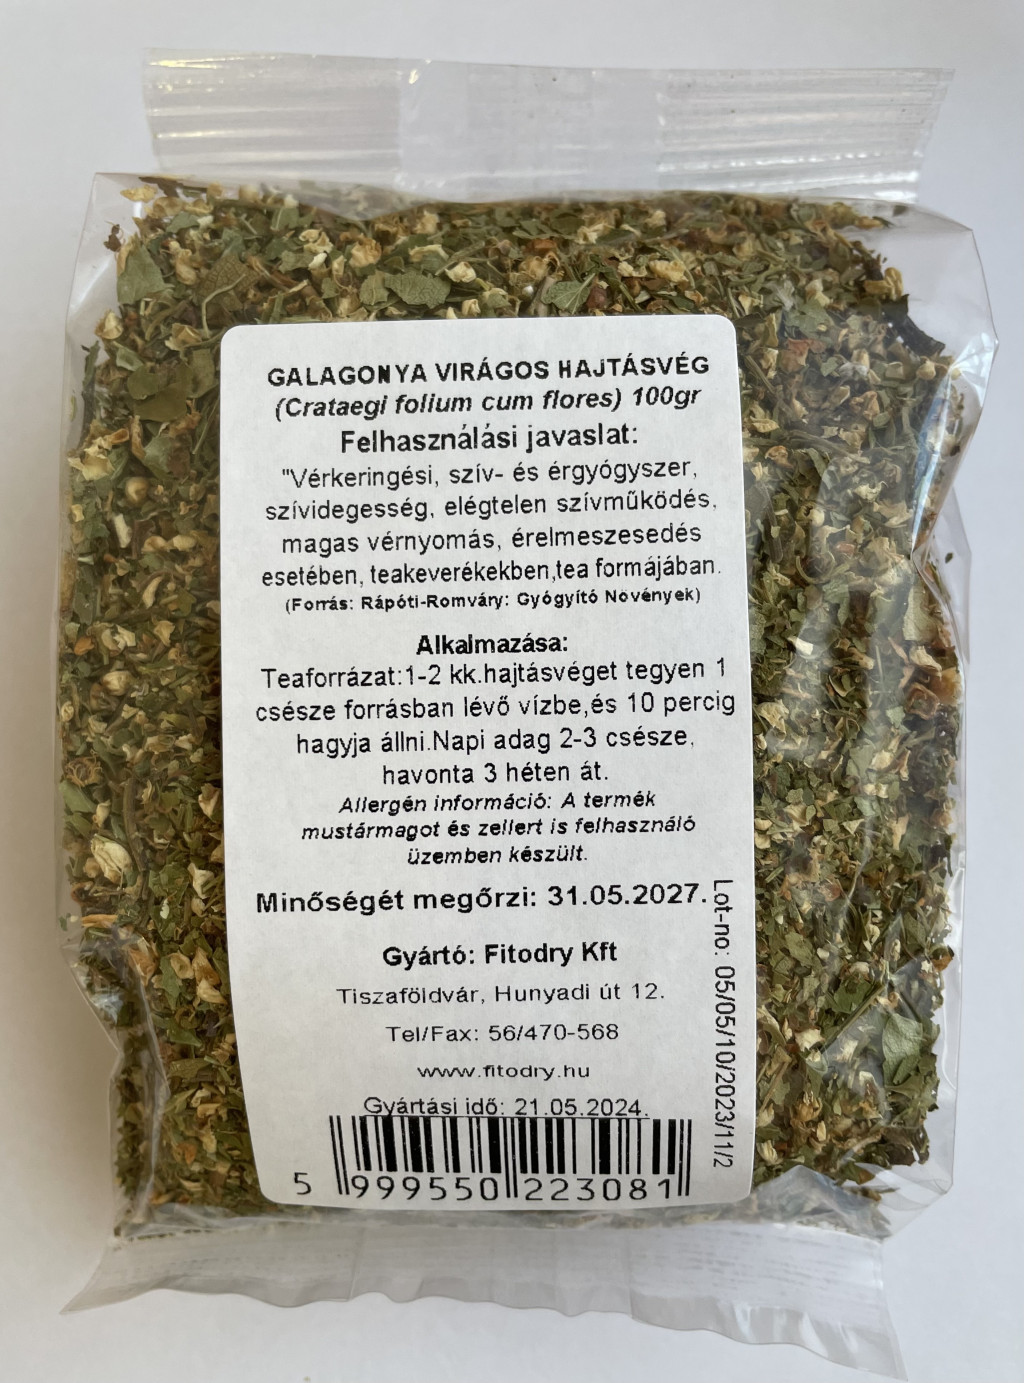 GALAGONYA VIRÁGOS HAJTÁSVÉG
(Crataegi folium cum flores) 100gr
Felhasználási javaslat:
"Vérkeringési, szív- és érgyógyszer,
szívidegesség, elégtelen szívműködés,
magas vérnyomás, érelmeszesedés
esetében, teakeverékekben,tea formájában.
(Forrás: Rápóti-Romváry: Gyógyító Növények)
Alkalmazása:
Teaforrázat:1-2 kk.hajtásvéget tegyen 1
csésze forrásban lévő vízbe,és 10 percig
hagyja állni.Napi adag 2-3 csésze,
havonta 3 héten át.
Allergén információ: A termék
mustármagot és zellert is felhasználó
üzemben készült.
Minőségét megőrzi: 31.05.2027.
Lot-no: 05/05/10/2023/11/2
Gyártó: Fitodry Kft
Tiszaföldvár, Hunyadi út 12.
Tel/Fax: 56/470-568
www.fitodry.hu
Gyártási idő: 21.05.2024.
5 999550 223081